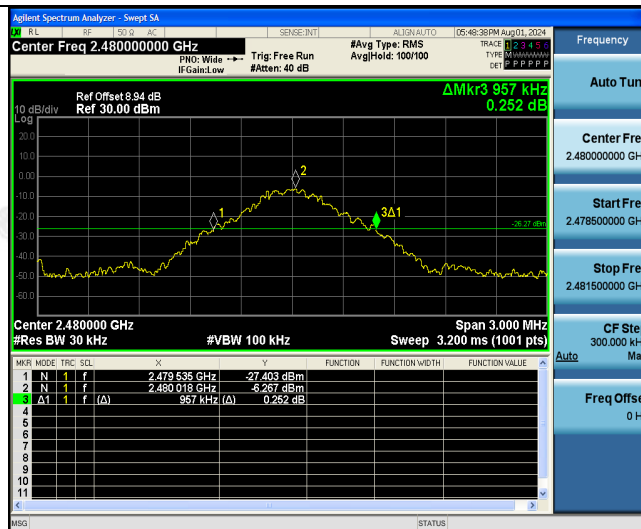 Agilent Spectrum Analyzer - Swept SA
RL RF 50 Ω AC SENSE:INT ALIGN AUTO 05:48:38 PM Aug 01, 2024
Center Freq 2.480000000 GHz #Avg Type: RMS TRACE 1 2 3 4 5 6
PNO: Wide Trig: Free Run Avg|Hold: 100/100 TYPE M
IFGain:Low #Atten: 40 dB DET P P P P P P
ΔMkr3 957 kHz
0.252 dB
Ref Offset 8.94 dB
10 dB/div Ref 30.00 dBm
Log
20.0
10.0
0.00
-10.0
-20.0
-30.0
-40.0
-50.0
-60.0
1
2
3Δ1
-26.27 dBm
Center 2.480000 GHz Span 3.000 MHz
#Res BW 30 kHz #VBW 100 kHz Sweep 3.200 ms (1001 pts)
MKR MODE TRC SCL X Y FUNCTION FUNCTION WIDTH FUNCTION VALUE
1 N 1 f 2.479 535 GHz -27.403 dBm
2 N 1 f 2.480 018 GHz -6.267 dBm
3 Δ1 1 f (Δ) 957 kHz (Δ) 0.252 dB
4
5
6
7
8
9
10
11
MSG STATUS
Frequency
Auto Tun
Center Fre
2.480000000 GH
Start Fre
2.478500000 GH
Stop Fre
2.481500000 GH
CF Ste
300.000 kH
Auto Ma
Freq Offse
0 H